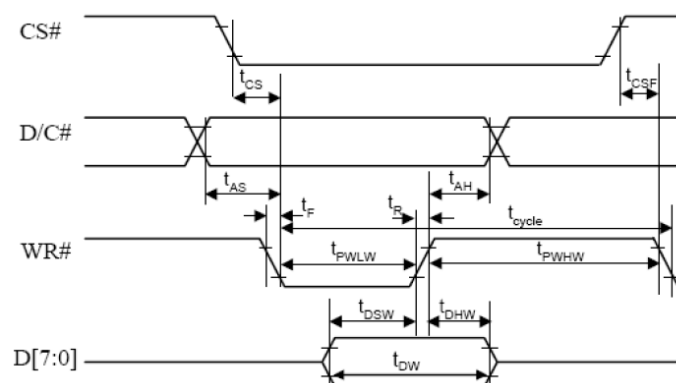 CS#
tCS
tCSF
D/C#
tAS
tF
tR
tAH
tcycle
WR#
tPWLW
tPWHW
tDSW
tDHW
D[7:0]
tDW